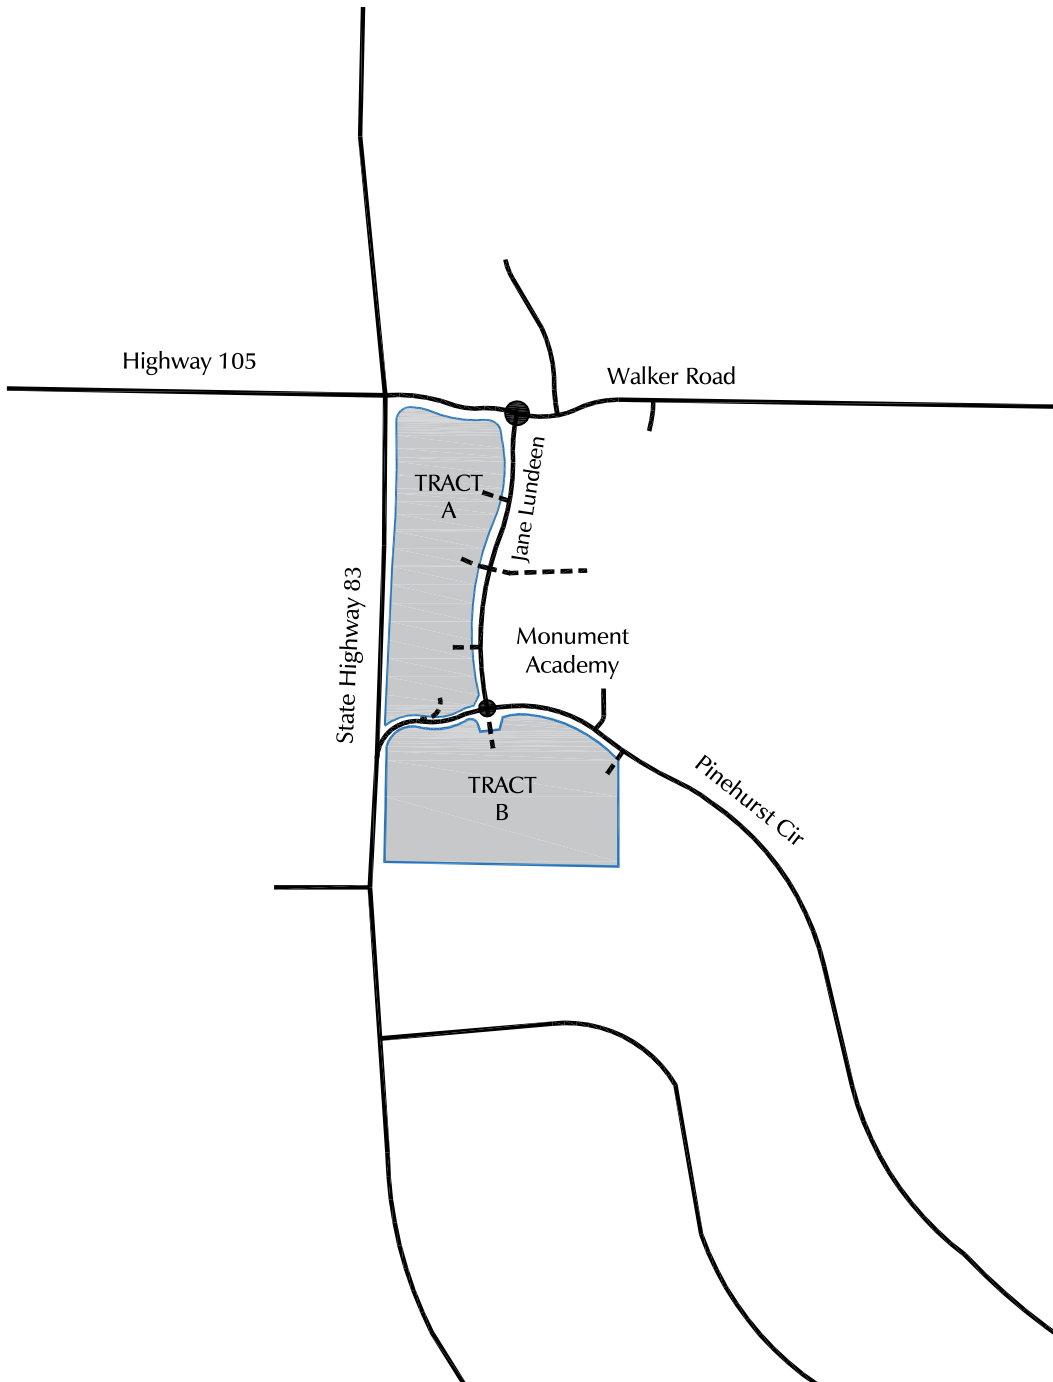 Highway 105
Walker Road
TRACT
A
Jane Lundeen
State Highway 83
Monument
Academy
TRACT
B
Pinehurst Cir